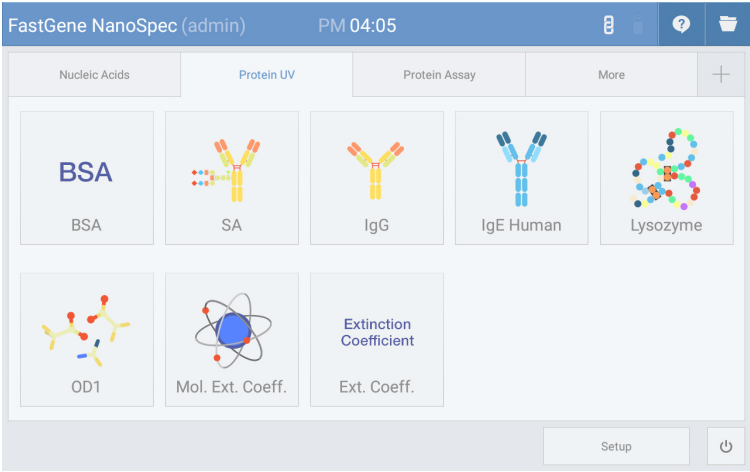 FastGene NanoSpec (admin) PM 04:05
Nucleic Acids Protein UV Protein Assay More
BSA
BSA SA IgG IgE Human Lysozyme
Extinction
Coefficient
OD1 Mol. Ext. Coeff. Ext. Coeff.
Setup